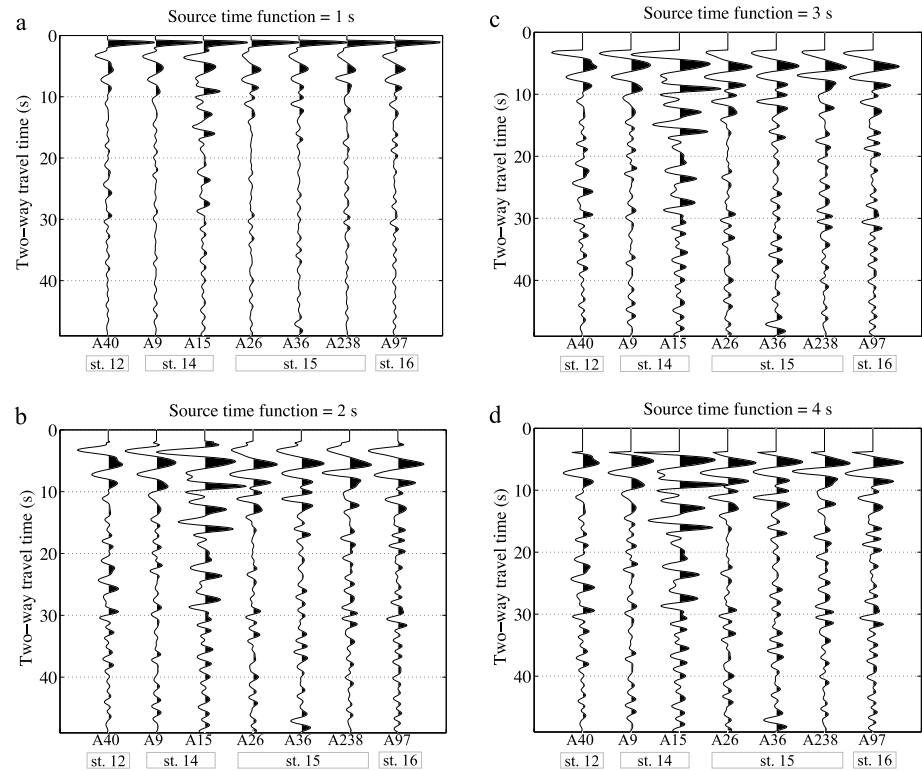 a
Source time function = 1 s
0
10
20
30
40
Two-way travel time (s)
A40 A9 A15 A26 A36 A238 A97
st. 12 st. 14 st. 15 st. 16
c
Source time function = 3 s
0
10
20
30
40
Two-way travel time (s)
A40 A9 A15 A26 A36 A238 A97
st. 12 st. 14 st. 15 st. 16
b
Source time function = 2 s
0
10
20
30
40
Two-way travel time (s)
A40 A9 A15 A26 A36 A238 A97
st. 12 st. 14 st. 15 st. 16
d
Source time function = 4 s
0
10
20
30
40
Two-way travel time (s)
A40 A9 A15 A26 A36 A238 A97
st. 12 st. 14 st. 15 st. 16